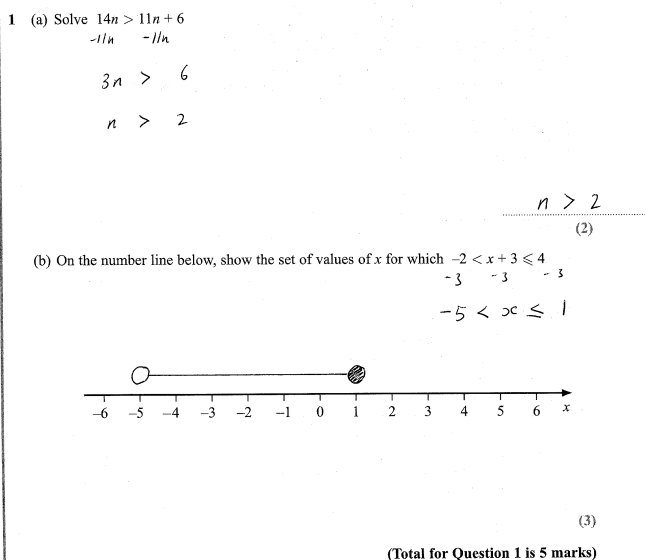 1 (a) Solve 14n > 11n + 6
-11n -11n
3n > 6
n > 2
n > 2
(2)
(b) On the number line below, show the set of values of x for which –2 < x + 3 ⩽ 4
-3 -3 -3
-5 < x ≤ 1
–6 –5 –4 –3 –2 –1 0 1 2 3 4 5 6 x
(3)
(Total for Question 1 is 5 marks)